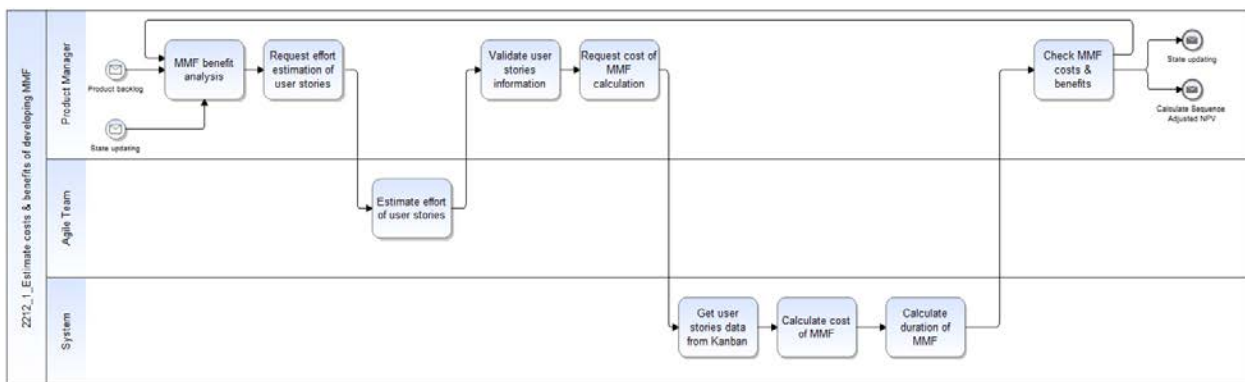 2212_1_Estimate costs & benefits of developing MMF
Product Manager
Product backlog
State updating
MMF benefit
analysis
Request effort
estimation of
user stories
Validate user
stories
information
Request cost of
MMF
calculation
Check MMF
costs &
benefits
State updating
Calculate Sequence
Adjusted NPV
Agile Team
Estimate effort
of user stories
System
Get user
stories data
from Kanban
Calculate cost
of MMF
Calculate
duration of
MMF